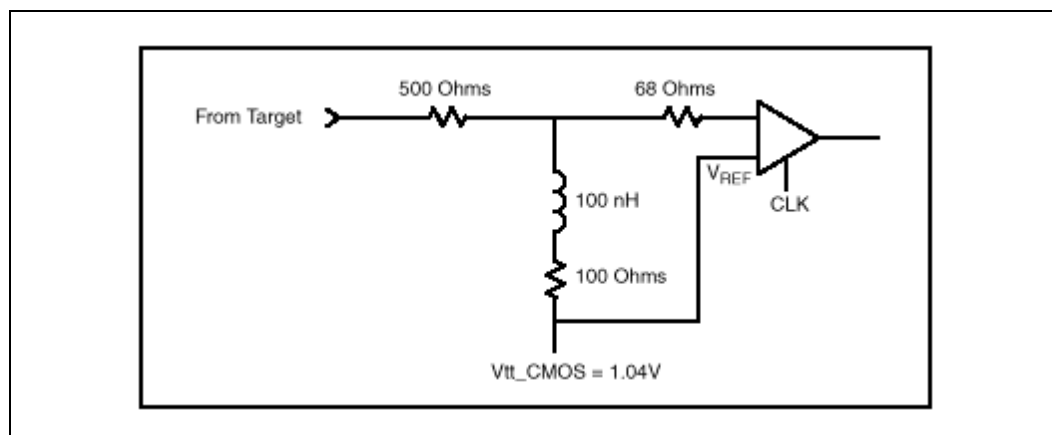 500 Ohms
68 Ohms
From Target
VREF
CLK
100 nH
100 Ohms
Vtt_CMOS = 1.04V